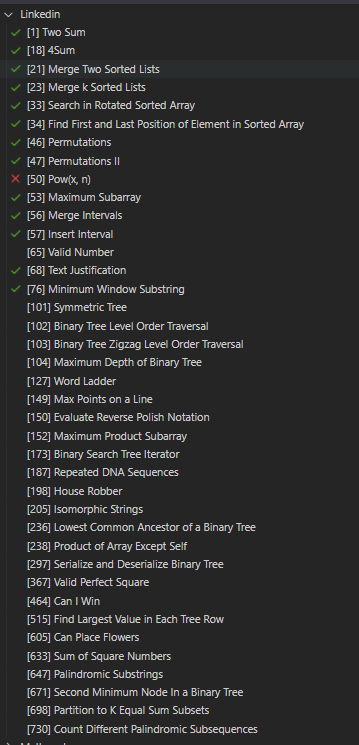 Linkedin
[1] Two Sum
[18] 4Sum
[21] Merge Two Sorted Lists
[23] Merge k Sorted Lists
[33] Search in Rotated Sorted Array
[34] Find First and Last Position of Element in Sorted Array
[46] Permutations
[47] Permutations II
[50] Pow(x, n)
[53] Maximum Subarray
[56] Merge Intervals
[57] Insert Interval
[65] Valid Number
[68] Text Justification
[76] Minimum Window Substring
[101] Symmetric Tree
[102] Binary Tree Level Order Traversal
[103] Binary Tree Zigzag Level Order Traversal
[104] Maximum Depth of Binary Tree
[127] Word Ladder
[149] Max Points on a Line
[150] Evaluate Reverse Polish Notation
[152] Maximum Product Subarray
[173] Binary Search Tree Iterator
[187] Repeated DNA Sequences
[198] House Robber
[205] Isomorphic Strings
[236] Lowest Common Ancestor of a Binary Tree
[238] Product of Array Except Self
[297] Serialize and Deserialize Binary Tree
[367] Valid Perfect Square
[464] Can I Win
[515] Find Largest Value in Each Tree Row
[605] Can Place Flowers
[633] Sum of Square Numbers
[647] Palindromic Substrings
[671] Second Minimum Node In a Binary Tree
[698] Partition to K Equal Sum Subsets
[730] Count Different Palindromic Subsequences